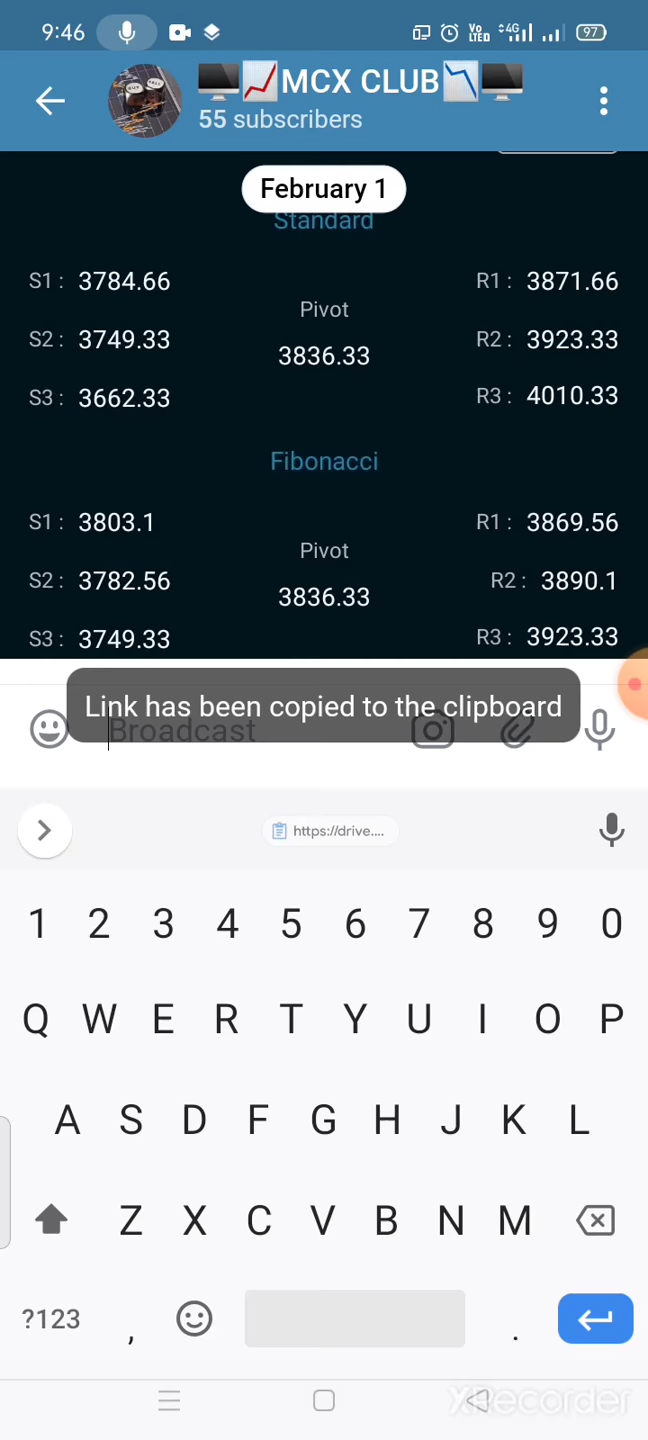 9:46 Vo LTED 4G 97
MCX CLUB
55 subscribers
February 1
Standard
S1 : 3784.66 R1 : 3871.66
Pivot
S2 : 3749.33 R2 : 3923.33
3836.33
S3 : 3662.33 R3 : 4010.33
Fibonacci
S1 : 3803.1 R1 : 3869.56
Pivot
S2 : 3782.56 R2 : 3890.1
3836.33
S3 : 3749.33 R3 : 3923.33
Link has been copied to the clipboard
Broadcast
https://drive....
1 2 3 4 5 6 7 8 9 0
Q W E R T Y U I O P
A S D F G H J K L
Z X C V B N M
?123 , .
XRecorder